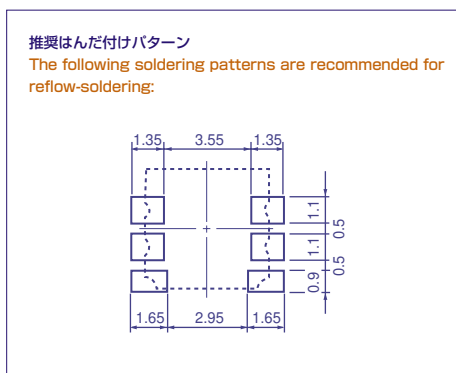 推奨はんだ付けパターン
The following soldering patterns are recommended for
reflow-soldering:
1.35 3.55 1.35
1.1
0.5
1.1
0.5
0.9
1.65 2.95 1.65